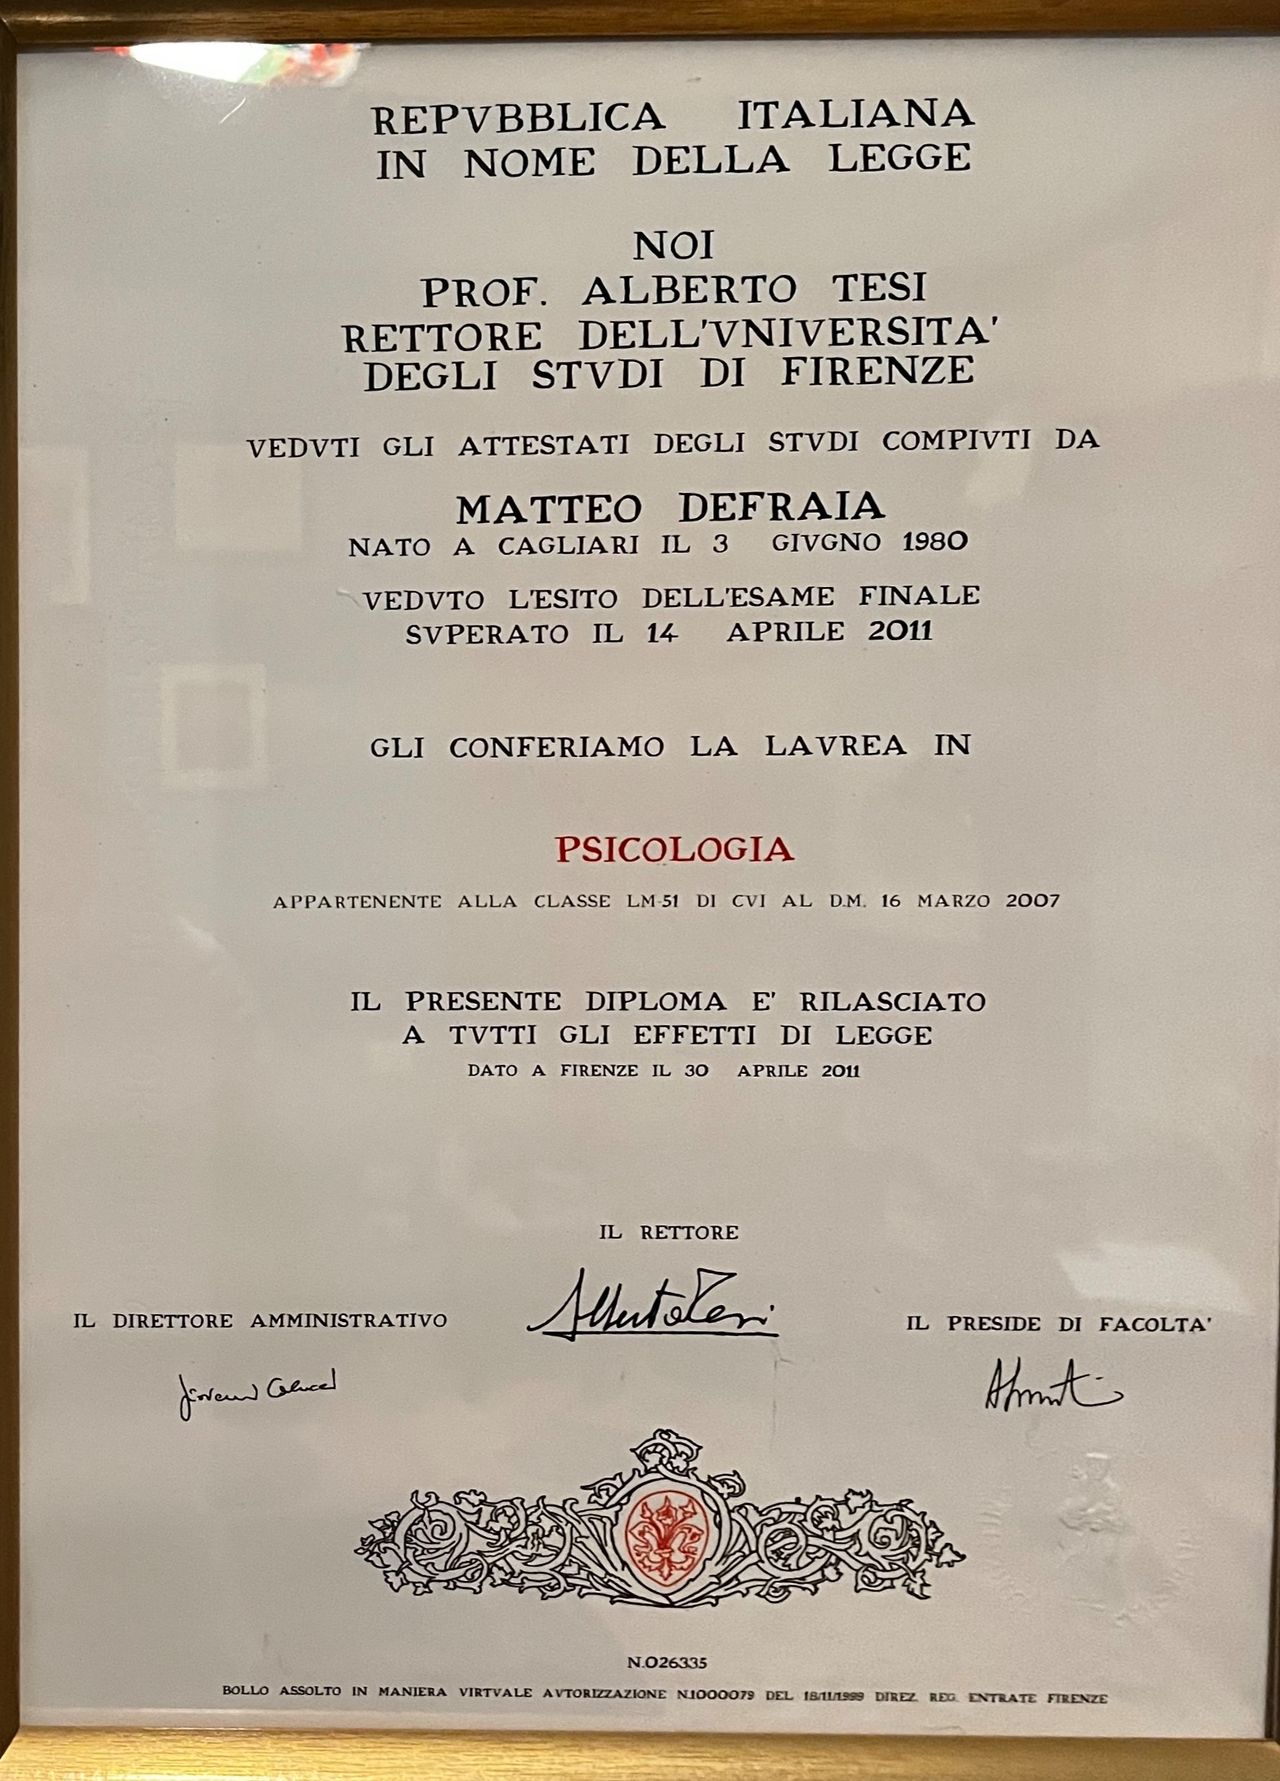 REPVBBLICA ITALIANA
IN NOME DELLA LEGGE
NOI
PROF. ALBERTO TESI
RETTORE DELL'VNIVERSITA'
DEGLI STVDI DI FIRENZE
VEDVTI GLI ATTESTATI DEGLI STVDI COMPIVTI DA
MATTEO DEFRAIA
NATO A CAGLIARI IL 3 GIVGNO 1980
VEDVTO L'ESITO DELL'ESAME FINALE
SVPERATO IL 14 APRILE 2011
GLI CONFERIAMO LA LAVREA IN
PSICOLOGIA
APPARTENENTE ALLA CLASSE LM-51 DI CVI AL D.M. 16 MARZO 2007
IL PRESENTE DIPLOMA E' RILASCIATO
A TVTTI GLI EFFETTI DI LEGGE
DATO A FIRENZE IL 30 APRILE 2011
IL RETTORE
Alberto Tesi
IL DIRETTORE AMMINISTRATIVO
IL PRESIDE DI FACOLTA'
N.026335
BOLLO ASSOLTO IN MANIERA VIRTVALE AVTORIZZAZIONE N.1000079 DEL 18/11/1999 DIREZ. REG. ENTRATE FIRENZE